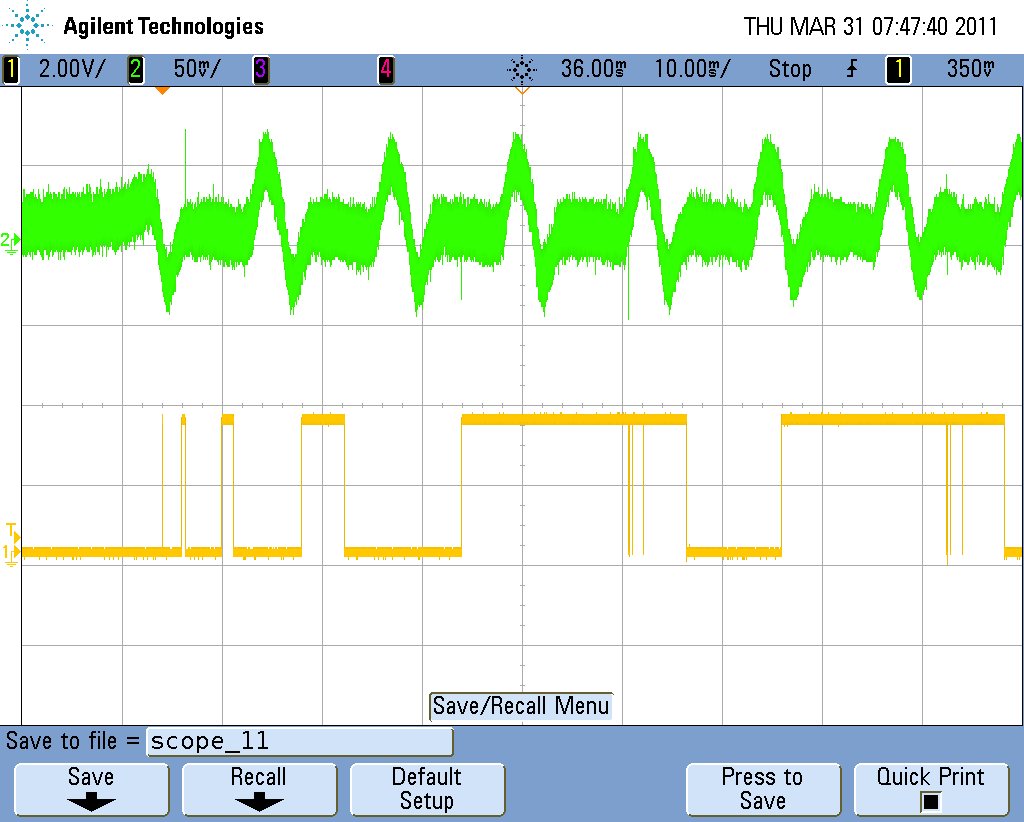 Agilent Technologies THU MAR 31 07:47:40 2011
1 2.00V/ 2 50mV/ 3 4 36.00ms 10.00ms/ Stop 1 350mV
2
T
1
Save/Recall Menu
Save to file = scope_11
Save Recall Default Setup Press to Save Quick Print